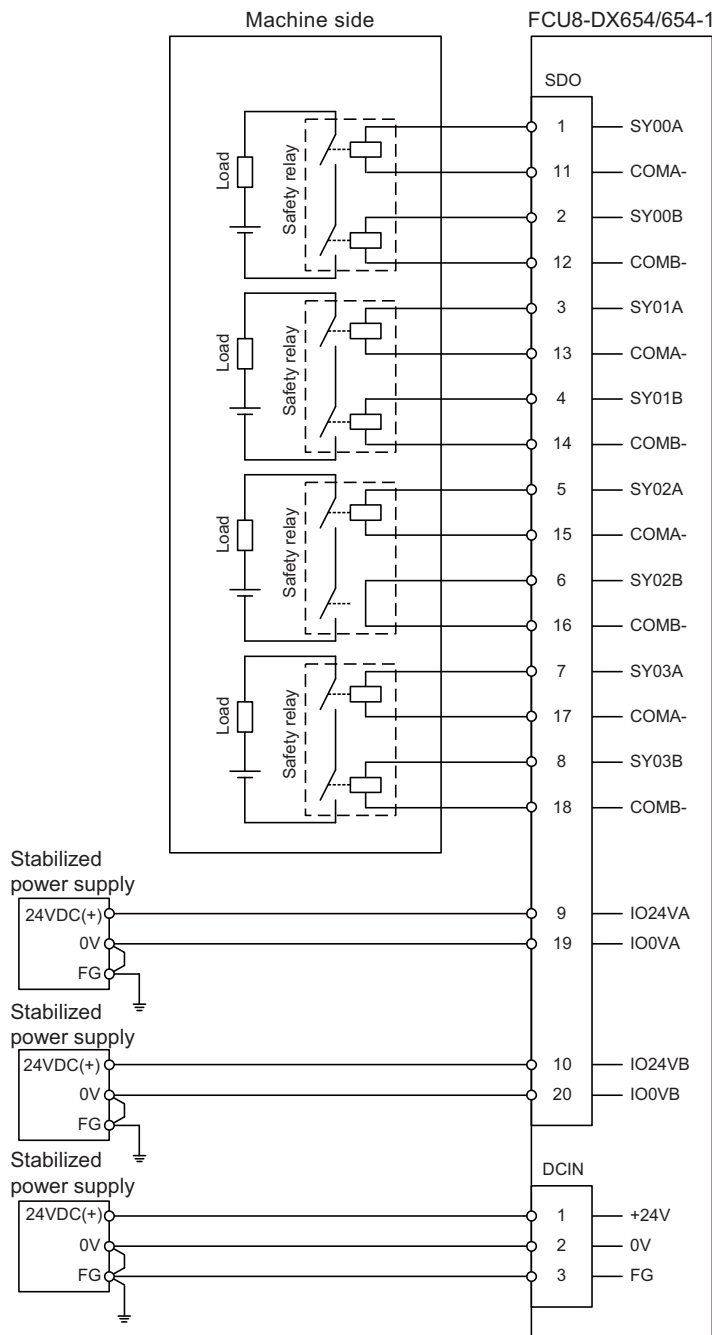 Machine side
FCU8-DX654/654-1
SDO
Load
Safety relay
1 SY00A
11 COMA-
2 SY00B
12 COMB-
Load
Safety relay
3 SY01A
13 COMA-
4 SY01B
14 COMB-
Load
Safety relay
5 SY02A
15 COMA-
6 SY02B
16 COMB-
Load
Safety relay
7 SY03A
17 COMA-
8 SY03B
18 COMB-
Stabilized
power supply
24VDC(+) 9 IO24VA
0V 19 IO0VA
FG
Stabilized
power supply
24VDC(+) 10 IO24VB
0V 20 IO0VB
FG
Stabilized
power supply
DCIN
24VDC(+) 1 +24V
0V 2 0V
FG 3 FG